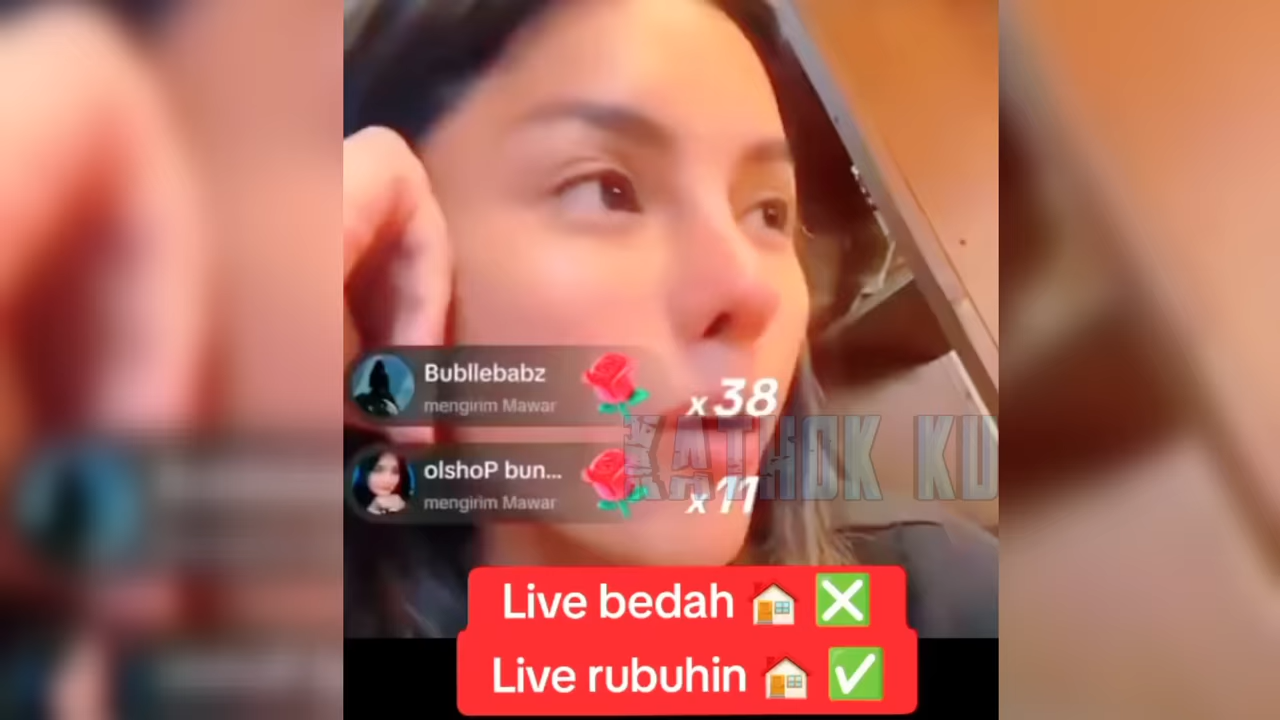 Bubllebabz
mengirim Mawar
x38
KATHOK KU
olshoP bun...
mengirim Mawar
x11
Live bedah 🏠 ❎
Live rubuhin 🏠 ✅